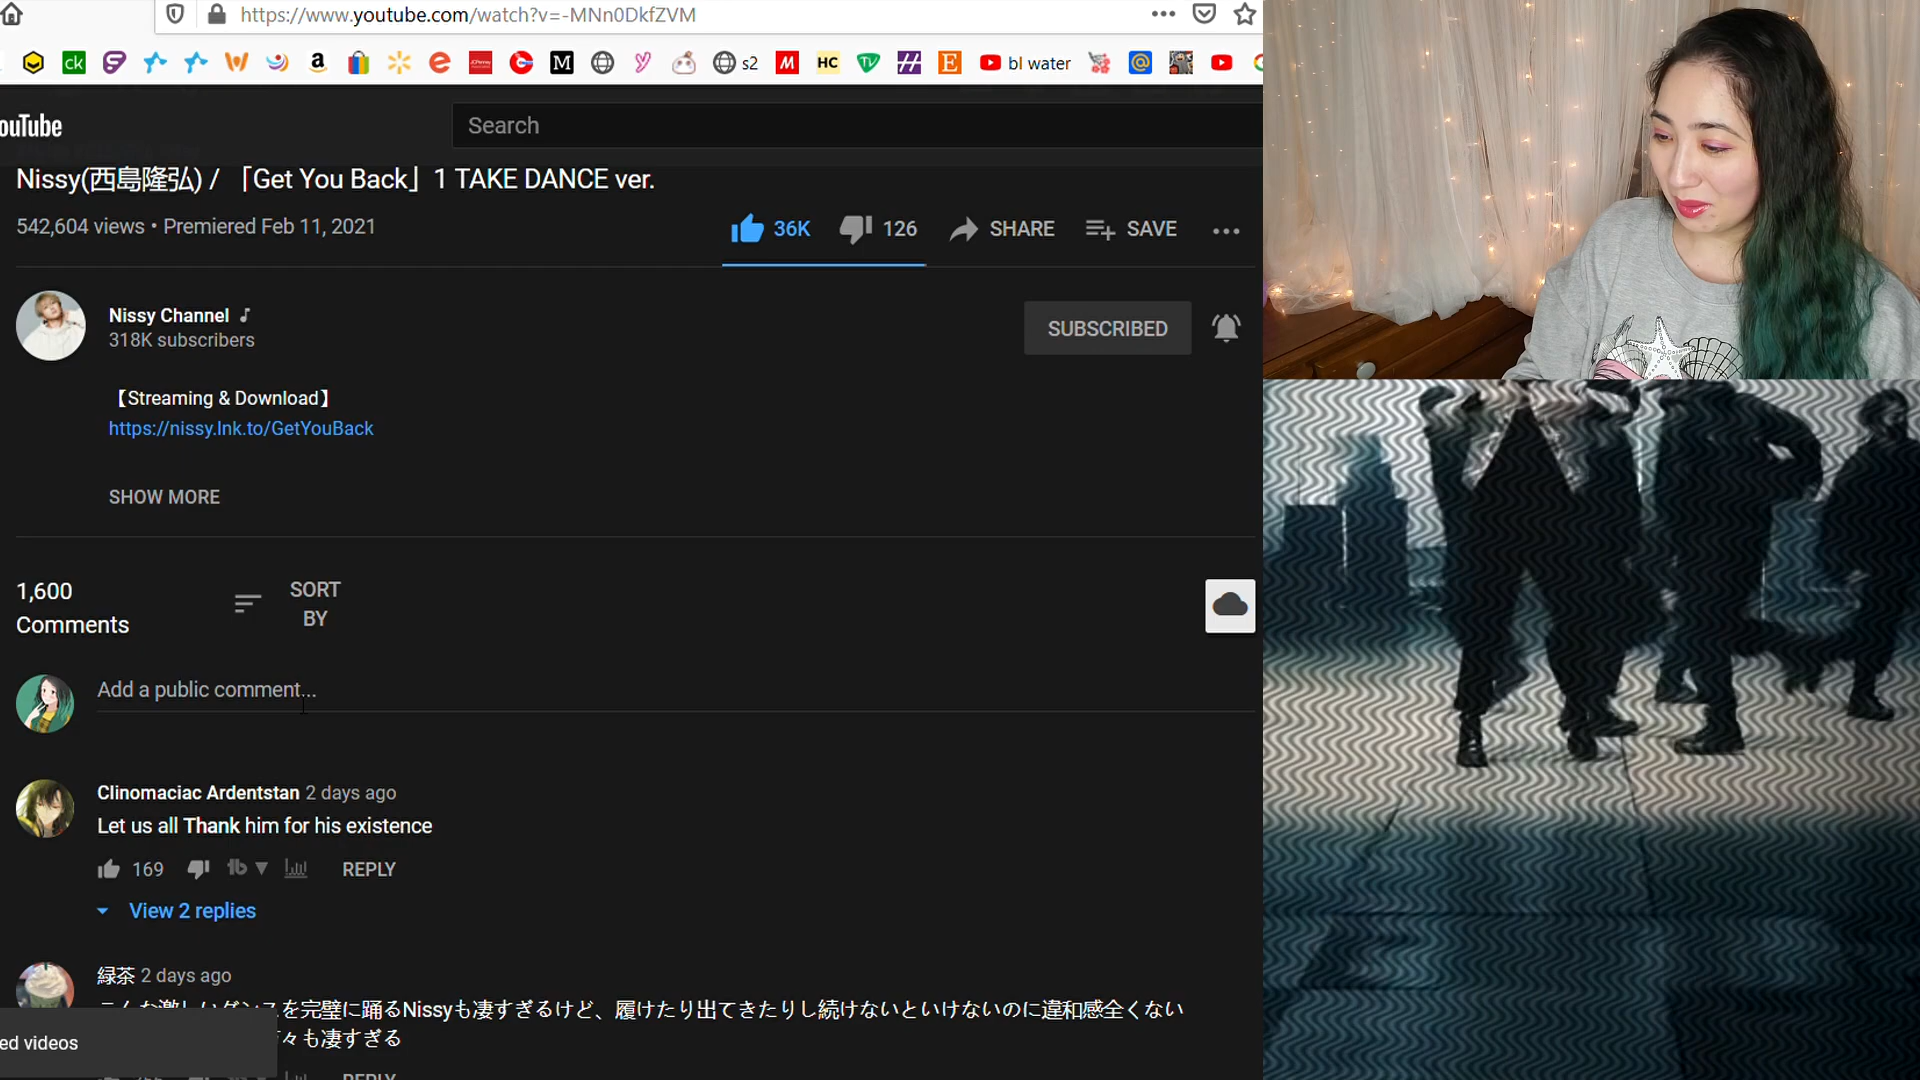 https://www.youtube.com/watch?v=-MNn0DkfZVM
ck
s2
HC
TV
bl water
ouTube
Search
Nissy(西島隆弘) / 「Get You Back」1 TAKE DANCE ver.
542,604 views • Premiered Feb 11, 2021
36K
126
SHARE
SAVE
Nissy Channel
318K subscribers
SUBSCRIBED
【Streaming & Download】
https://nissy.lnk.to/GetYouBack
SHOW MORE
1,600
Comments
SORT
BY
Add a public comment...
Clinomaciac Ardentstan 2 days ago
Let us all Thank him for his existence
169
REPLY
View 2 replies
緑茶 2 days ago
を完璧に踊るNissyも凄すぎるけど、履けたり出てきたりし続けないといけないのに違和感全くない
々も凄すぎる
ed videos
REPLY